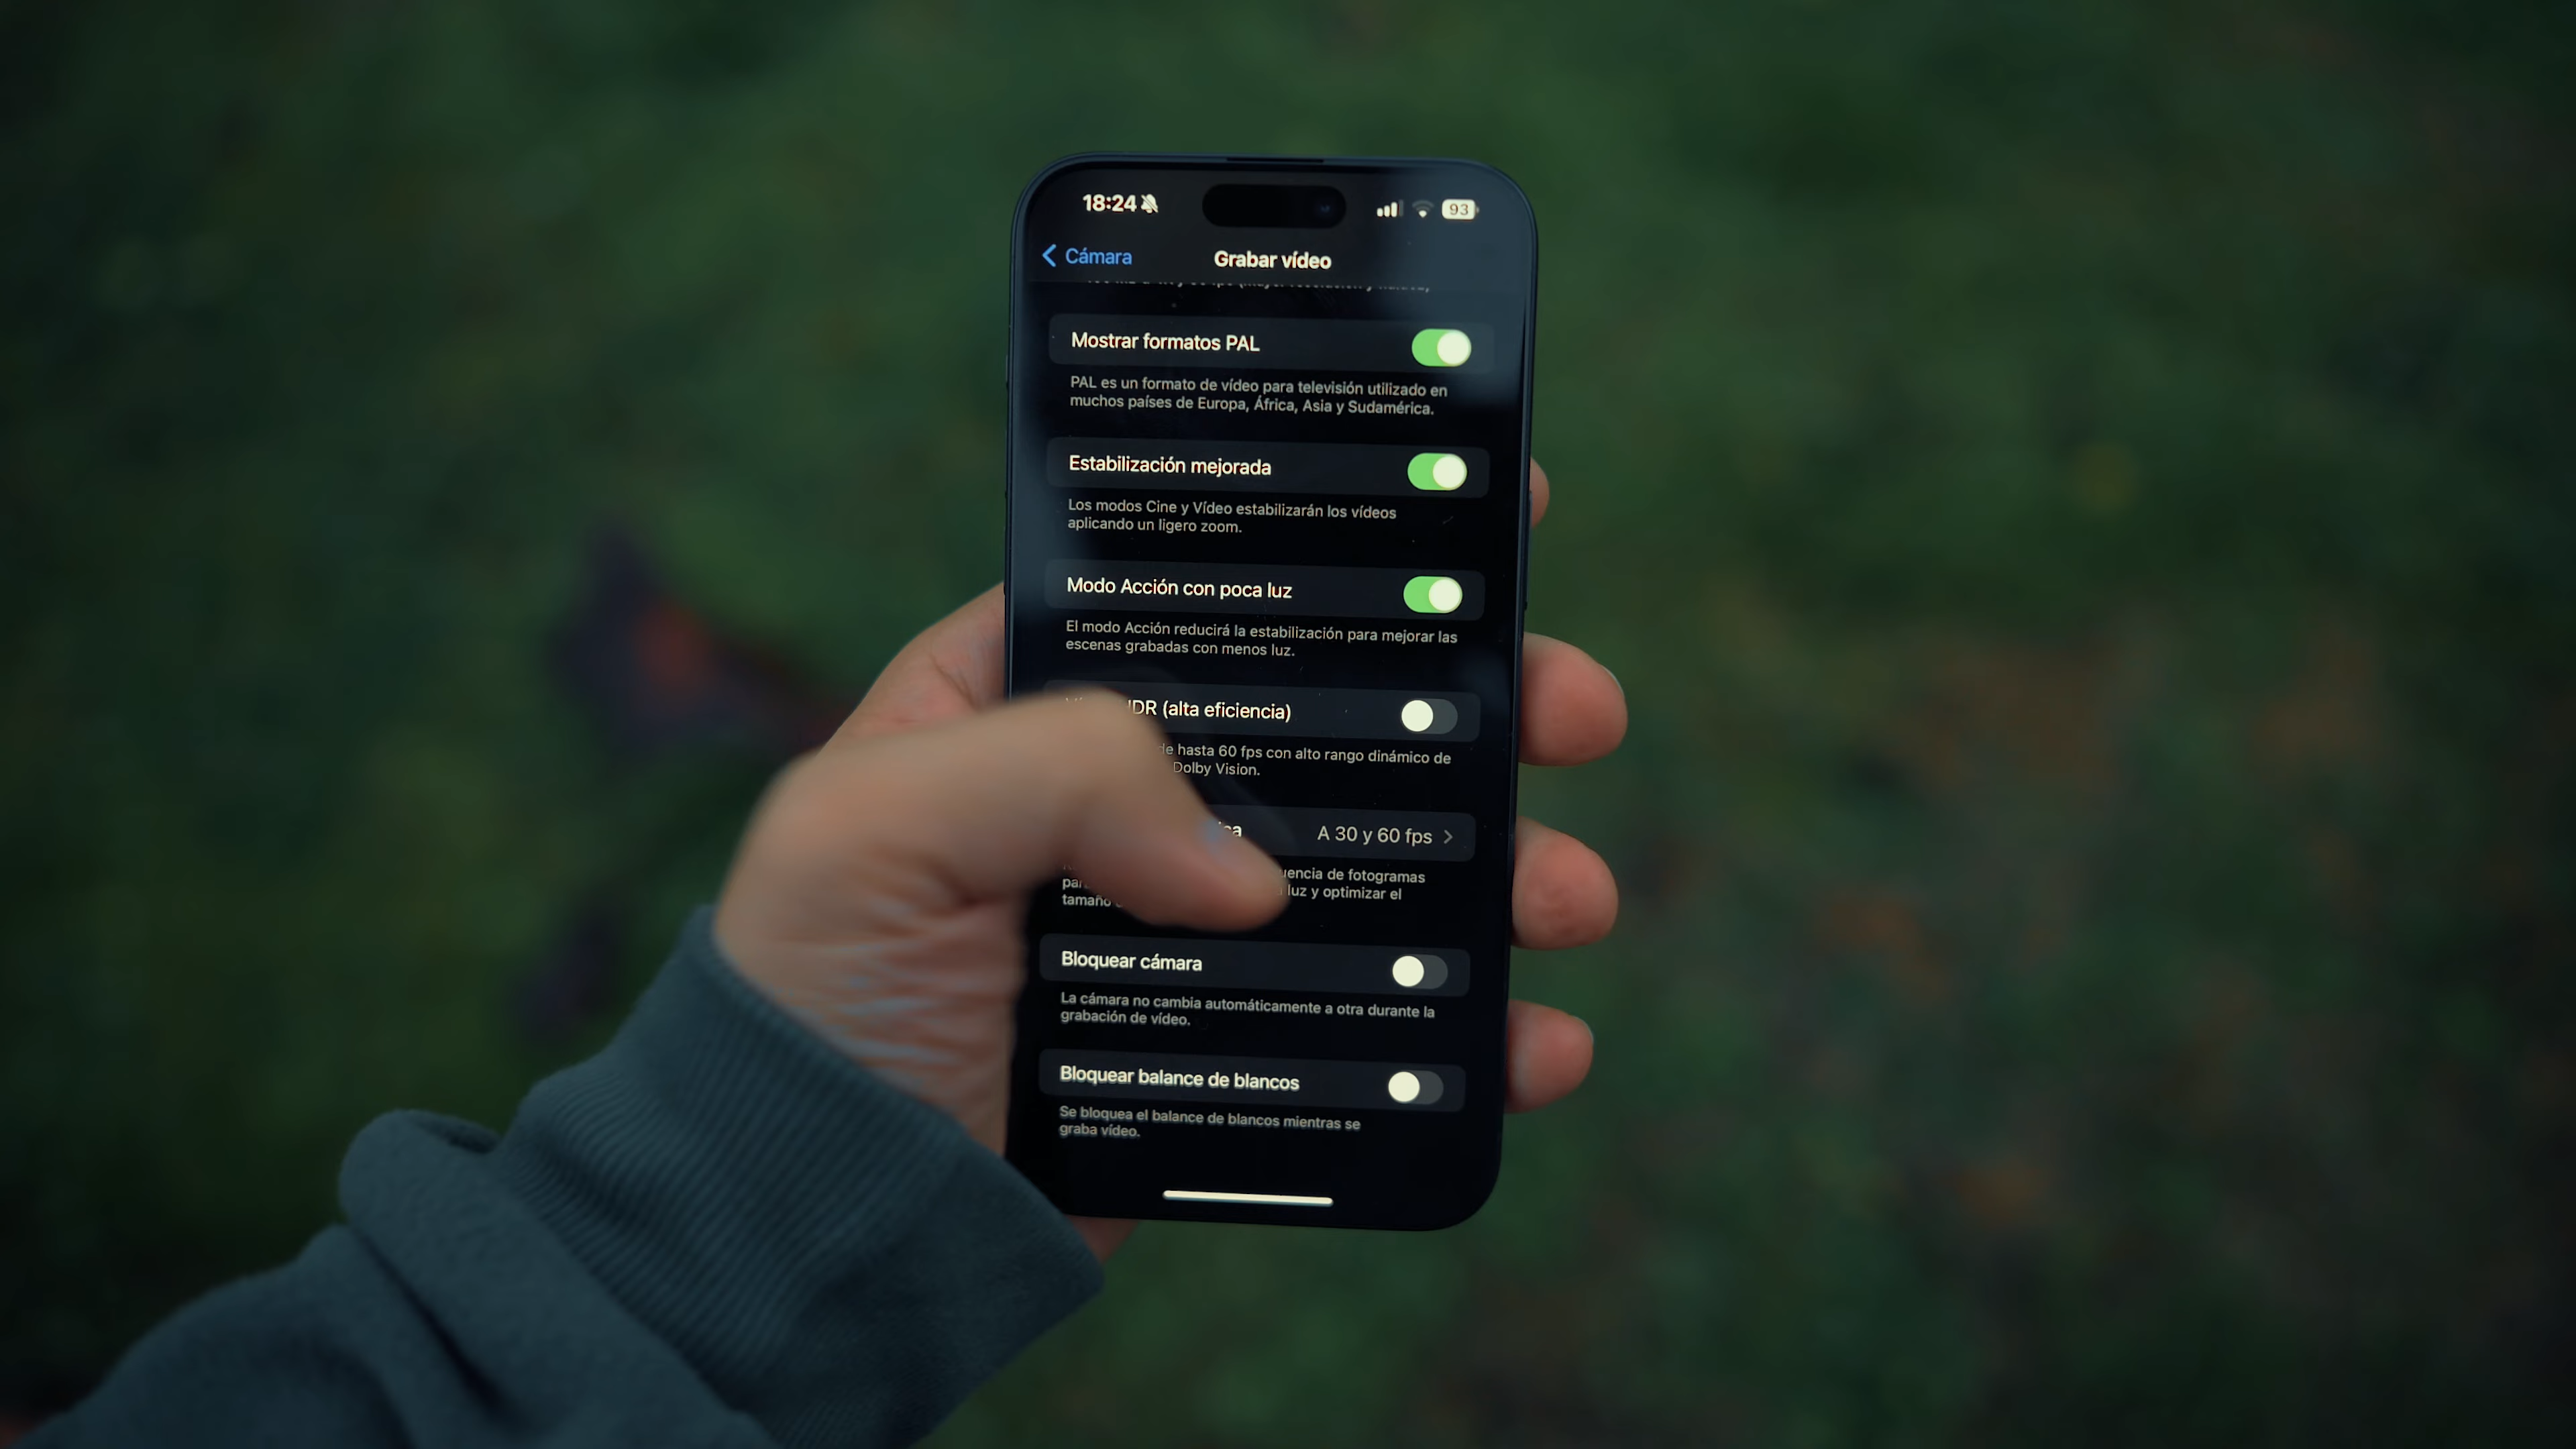 18:24
93
Cámara
Grabar vídeo
Mostrar formatos PAL
PAL es un formato de vídeo para televisión utilizado en
muchos países de Europa, África, Asia y Sudamérica.
Estabilización mejorada
Los modos Cine y Vídeo estabilizarán los vídeos
aplicando un ligero zoom.
Modo Acción con poca luz
El modo Acción reducirá la estabilización para mejorar las
escenas grabadas con menos luz.
(alta eficiencia)
de hasta 60 fps con alto rango dinámico de
Dolby Vision.
A 30 y 60 fps
de fotogramas
luz y optimizar el
tamaño
Bloquear cámara
La cámara no cambia automáticamente a otra durante la
grabación de vídeo.
Bloquear balance de blancos
Se bloquea el balance de blancos mientras se
graba vídeo.